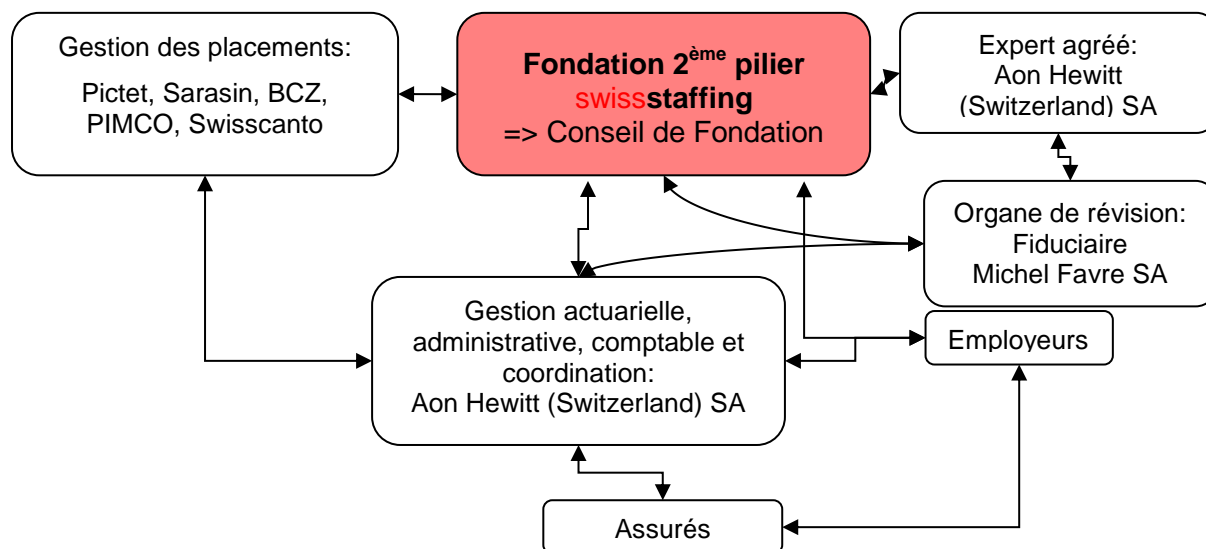 Gestion des placements:
Pictet, Sarasin, BCZ,
PIMCO, Swisscanto
Fondation 2ème pilier
swissstaffing
=> Conseil de Fondation
Expert agréé:
Aon Hewitt
(Switzerland) SA
Organe de révision:
Fiduciaire
Michel Favre SA
Gestion actuarielle,
administrative, comptable et
coordination:
Aon Hewitt (Switzerland) SA
Employeurs
Assurés